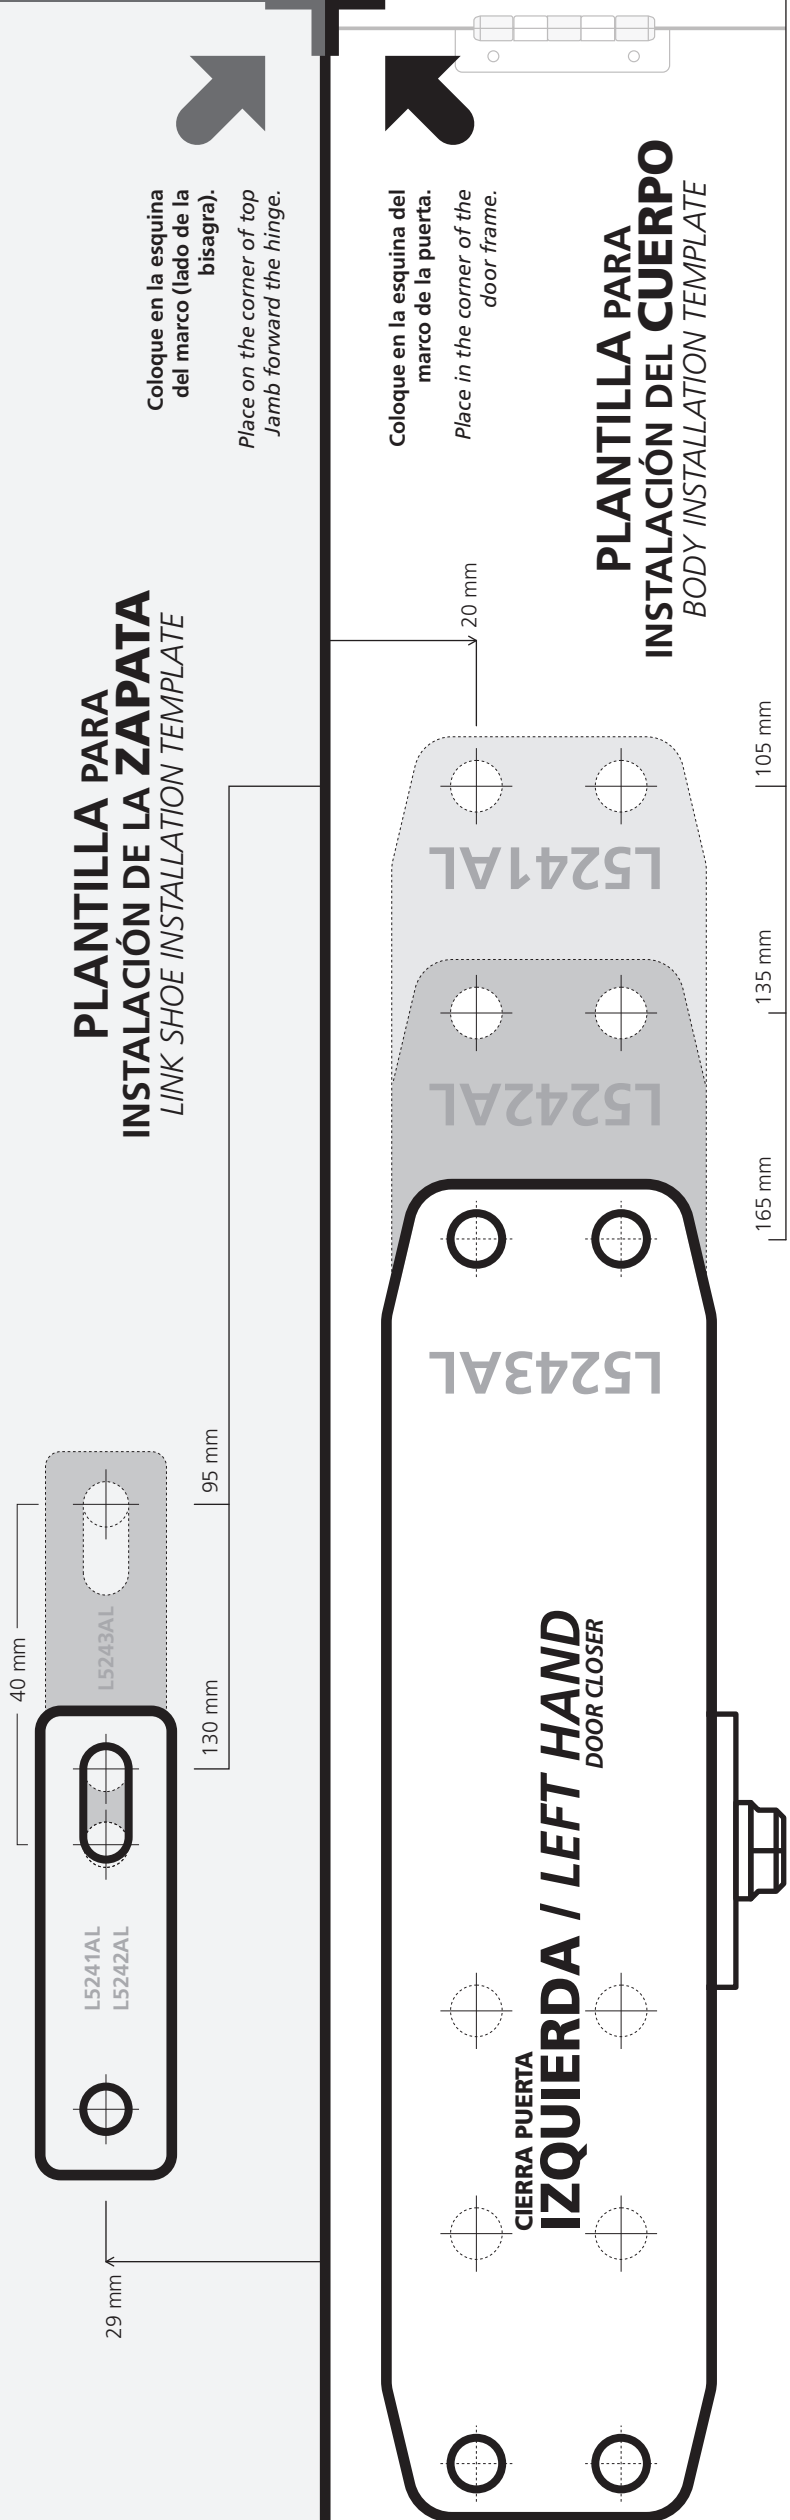 Coloque en la esquina
del marco (lado de la
bisagra).
Place on the corner of top
Jamb forward the hinge.
Coloque en la esquina del
marco de la puerta.
Place in the corner of the
door frame.
PLANTILLA PARA
INSTALACIÓN DE LA ZAPATA
LINK SHOE INSTALLATION TEMPLATE
PLANTILLA PARA
INSTALACIÓN DEL CUERPO
BODY INSTALLATION TEMPLATE
20 mm
105 mm
135 mm
165 mm
L5241AL
L5242AL
L5243AL
95 mm
130 mm
40 mm
L5243AL
L5241AL
L5242AL
29 mm
CIERRA PUERTA
IZQUIERDA / LEFT HAND
DOOR CLOSER